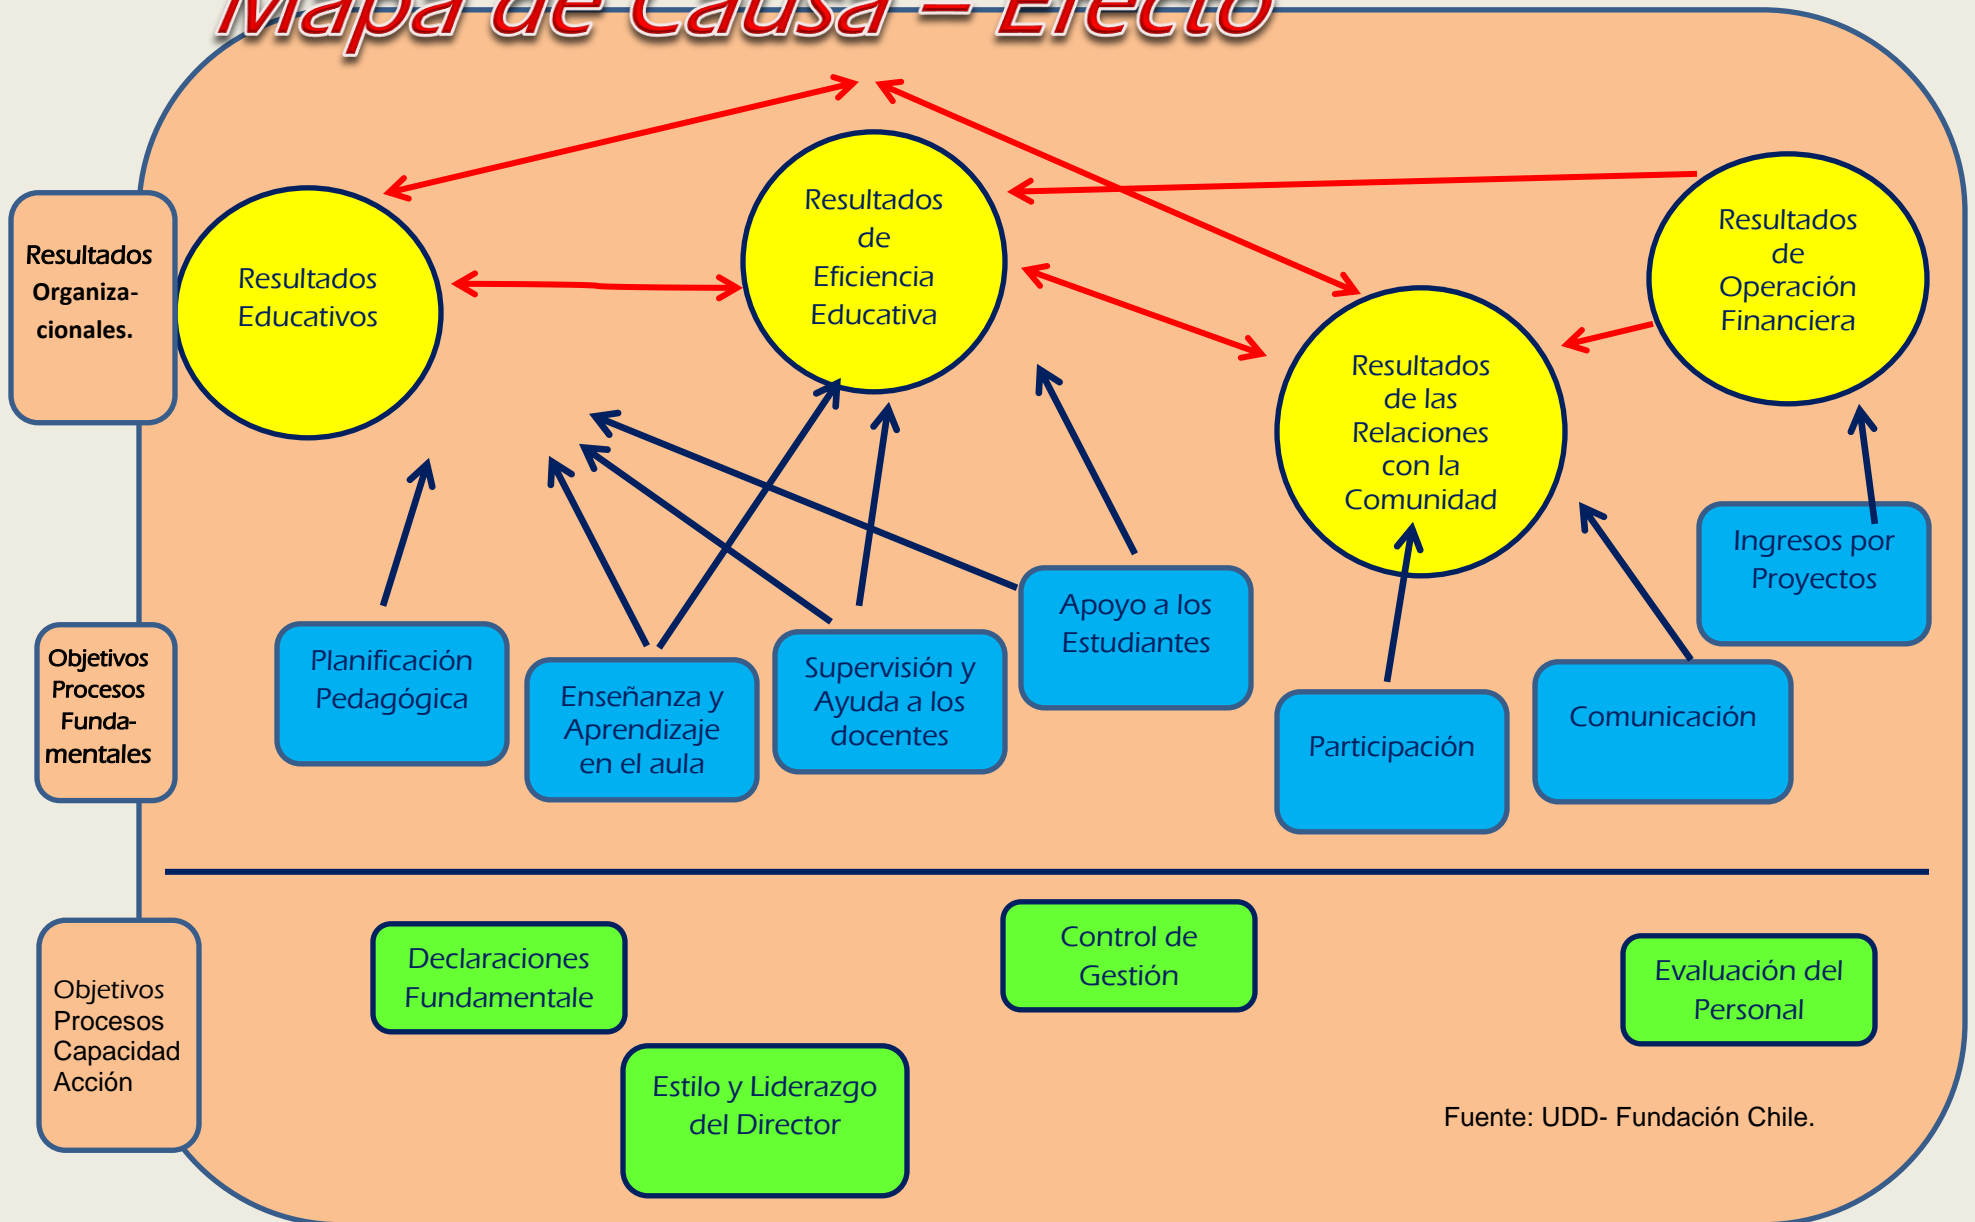 Mapa de Causa – Efecto
Resultados
Organiza-
cionales.
Resultados
Educativos
Resultados
de
Eficiencia
Educativa
Resultados
de las
Relaciones
con la
Comunidad
Resultados
de
Operación
Financiera
Objetivos
Procesos
Funda-
mentales
Planificación
Pedagógica
Enseñanza y
Aprendizaje
en el aula
Supervisión y
Ayuda a los
docentes
Apoyo a los
Estudiantes
Participación
Comunicación
Ingresos por
Proyectos
Objetivos
Procesos
Capacidad
Acción
Declaraciones
Fundamentale
Estilo y Liderazgo
del Director
Control de
Gestión
Evaluación del
Personal
Fuente: UDD- Fundación Chile.